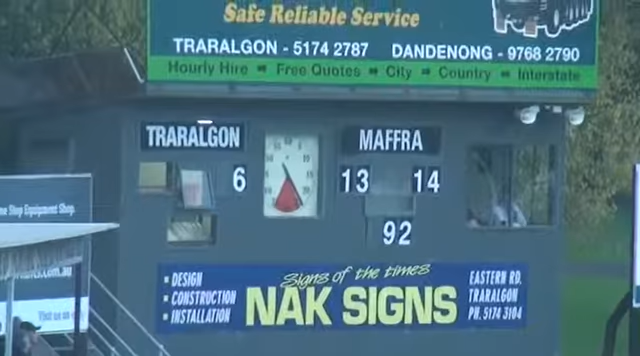 Safe Reliable Service
TRARALGON - 5174 2787 DANDENONG - 9768 2790
Hourly Hire Free Quotes City Country Interstate
TRARALGON MAFFRA
6 13 14
92
One Stop Equipment Shop.
Signs of the times
NAK SIGNS
DESIGN
CONSTRUCTION
INSTALLATION
EASTERN RD.
TRARALGON
PH. 5174 3104